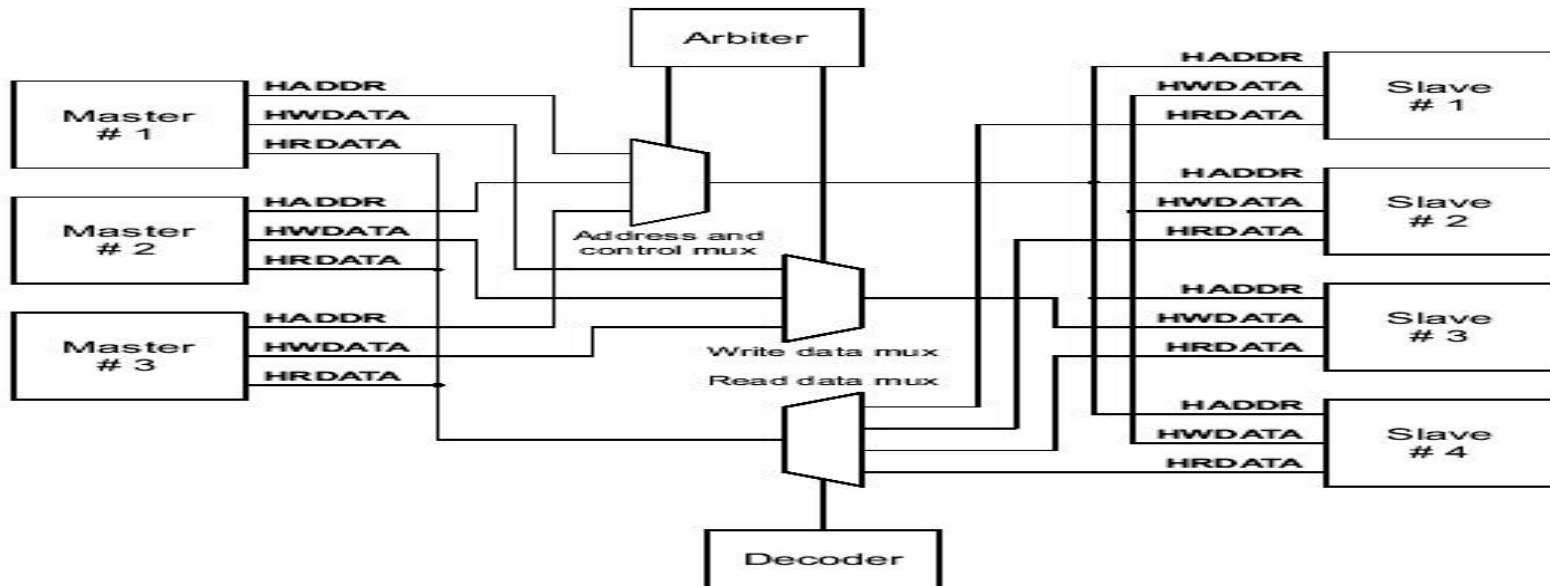 Arbiter
Master
# 1
HADDR
HWDATA
HRDATA
Master
# 2
HADDR
HWDATA
HRDATA
Master
# 3
HADDR
HWDATA
HRDATA
Address and
control mux
Write data mux
Read data mux
Decoder
HADDR
HWDATA
HRDATA
Slave
# 1
HADDR
HWDATA
HRDATA
Slave
# 2
HADDR
HWDATA
HRDATA
Slave
# 3
HADDR
HWDATA
HRDATA
Slave
# 4